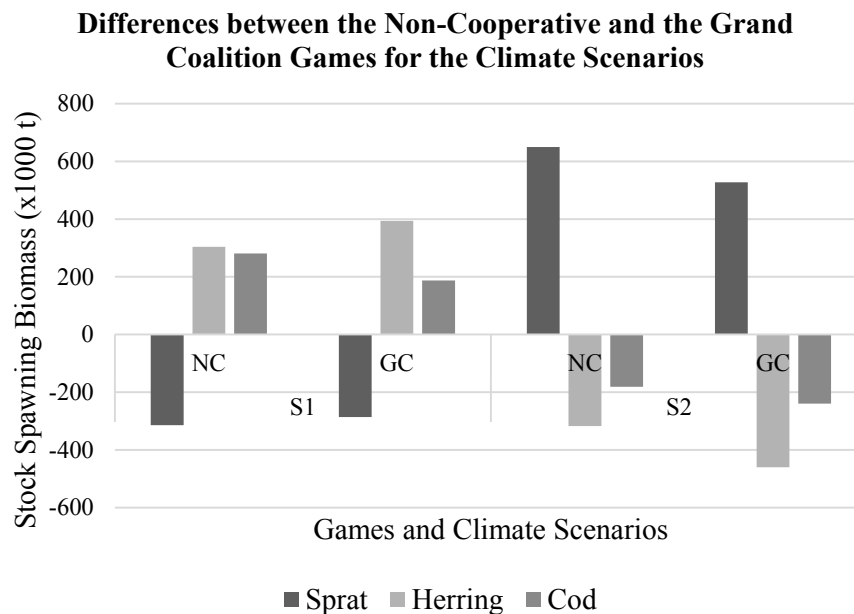 Differences between the Non-Cooperative and the Grand
Coalition Games for the Climate Scenarios
Stock Spawning Biomass (x1000 t)
800
600
400
200
0
-200
-400
-600
NC
GC
NC
GC
S1
S2
Games and Climate Scenarios
Sprat Herring Cod